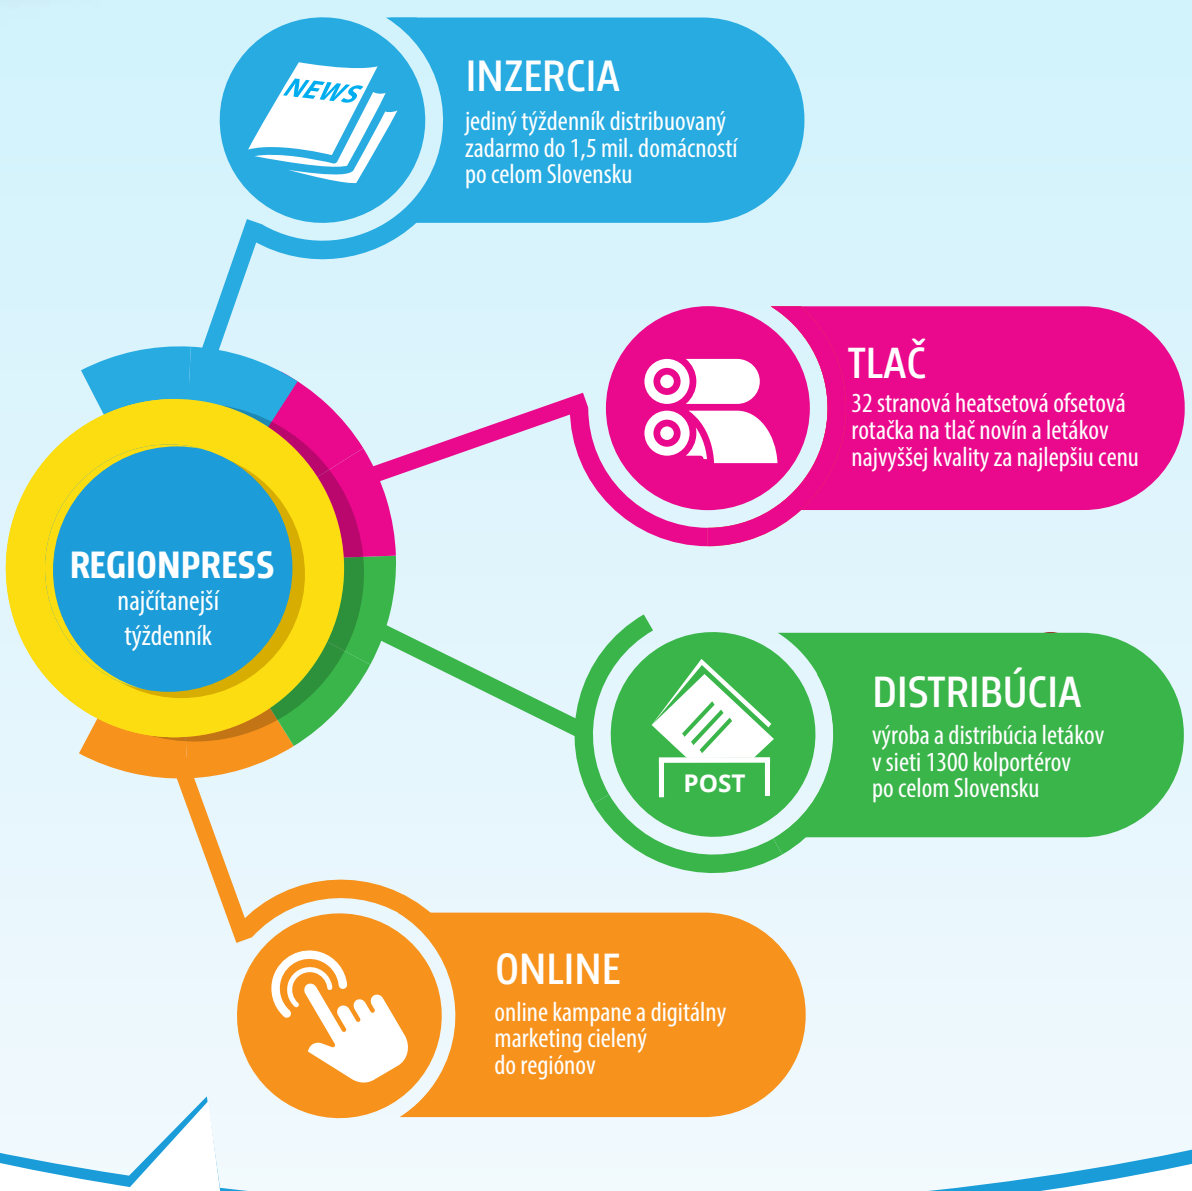 NEWS
INZERCIA
jediný týždenník distribuovaný
zadarmo do 1,5 mil. domácností
po celom Slovensku
TLAČ
32 stranová heatsetová ofsetová
rotačka na tlač novín a letákov
najvyššej kvality za najlepšiu cenu
REGIONPRESS
najčítanejší
týždenník
DISTRIBÚCIA
výroba a distribúcia letákov
v sieti 1300 kolportérov
po celom Slovensku
POST
ONLINE
online kampane a digitálny
marketing cielený
do regiónov